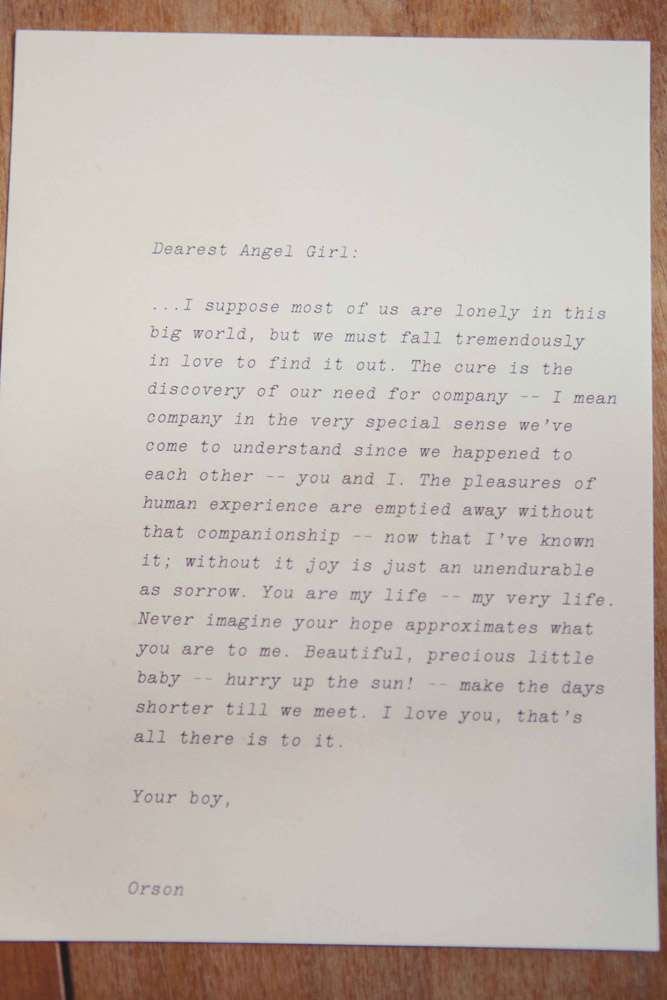 Dearest Angel Girl:
...I suppose most of us are lonely in this
big world, but we must fall tremendously
in love to find it out. The cure is the
discovery of our need for company -- I mean
company in the very special sense we've
come to understand since we happened to
each other -- you and I. The pleasures of
human experience are emptied away without
that companionship -- now that I've known
it; without it joy is just an unendurable
as sorrow. You are my life -- my very life.
Never imagine your hope approximates what
you are to me. Beautiful, precious little
baby -- hurry up the sun! -- make the days
shorter till we meet. I love you, that's
all there is to it.
Your boy,
Orson